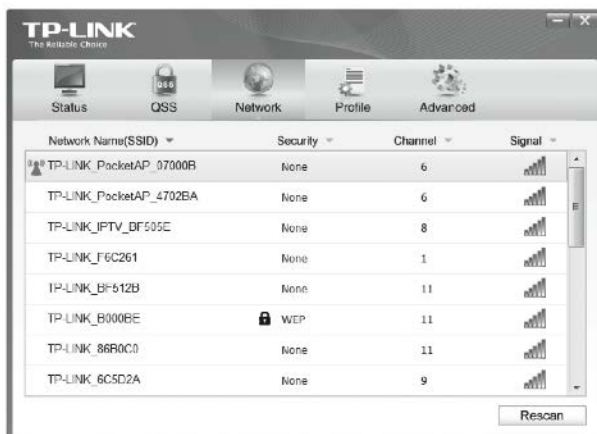 TP-LINK
The Reliable Choice
QSS
Status QSS Network Profile Advanced
Network Name(SSID) Security Channel Signal
TP-LINK_PocketAP_07000B None 6
TP-LINK_PocketAP_4702BA None 6
TP-LINK_IPTV_BF505E None 8
TP-LINK_F6C261 None 1
TP-LINK_BF512B None 11
TP-LINK_B000BE WEP 11
TP-LINK_86B0C0 None 11
TP-LINK_6C5D2A None 9
Rescan